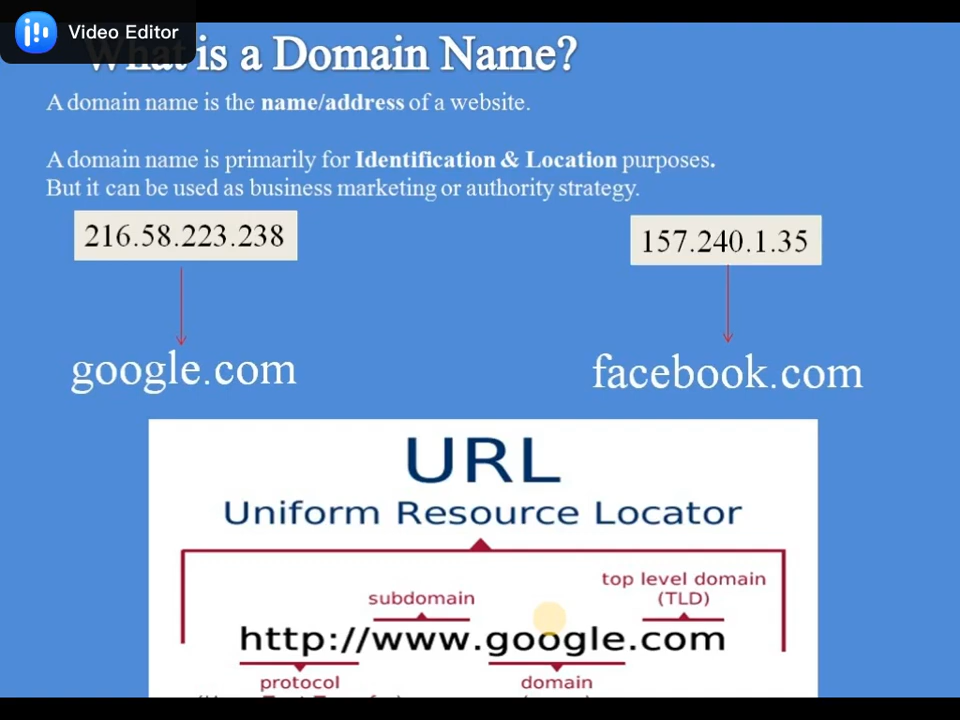 Video Editor
What is a Domain Name?
A domain name is the name/address of a website.
A domain name is primarily for Identification & Location purposes.
But it can be used as business marketing or authority strategy.
216.58.223.238
157.240.1.35
google.com
facebook.com
URL
Uniform Resource Locator
top level domain
(TLD)
subdomain
http://www.google.com
protocol
domain